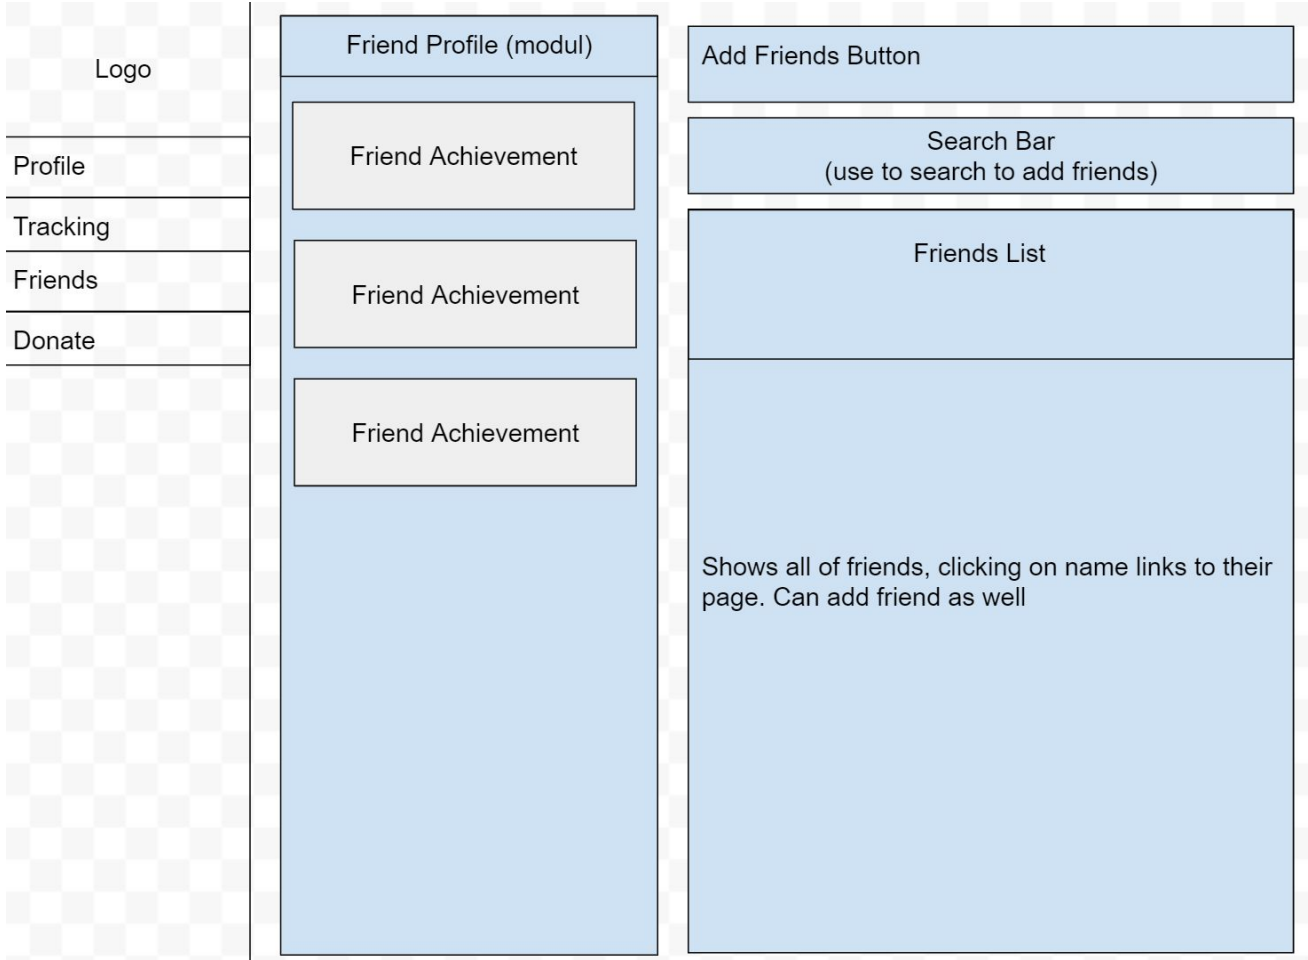 Logo
Profile
Tracking
Friends
Donate
Friend Profile (modul)
Friend Achievement
Friend Achievement
Friend Achievement
Add Friends Button
Search Bar
(use to search to add friends)
Friends List
Shows all of friends, clicking on name links to their
page. Can add friend as well